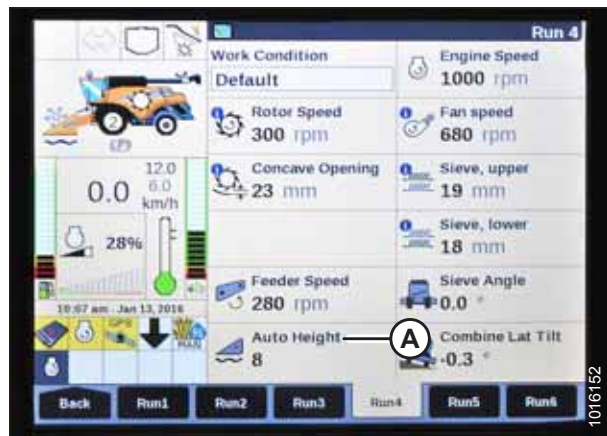 Run 4
Work Condition
Default
Engine Speed
1000 rpm
Rotor Speed
300 rpm
Fan speed
680 rpm
Concave Opening
23 mm
Sieve, upper
19 mm
Sieve, lower
18 mm
Feeder Speed
280 rpm
Sieve Angle
0.0 °
Auto Height
8
A
Combine Lat Tilt
-0.3 °
2
(P)
0.0
12.0
6.0
km/h
28%
10:07 am - Jan 13, 2016
GPS
MAN
Back
Run1
Run2
Run3
Run4
Run5
Run6
1016152